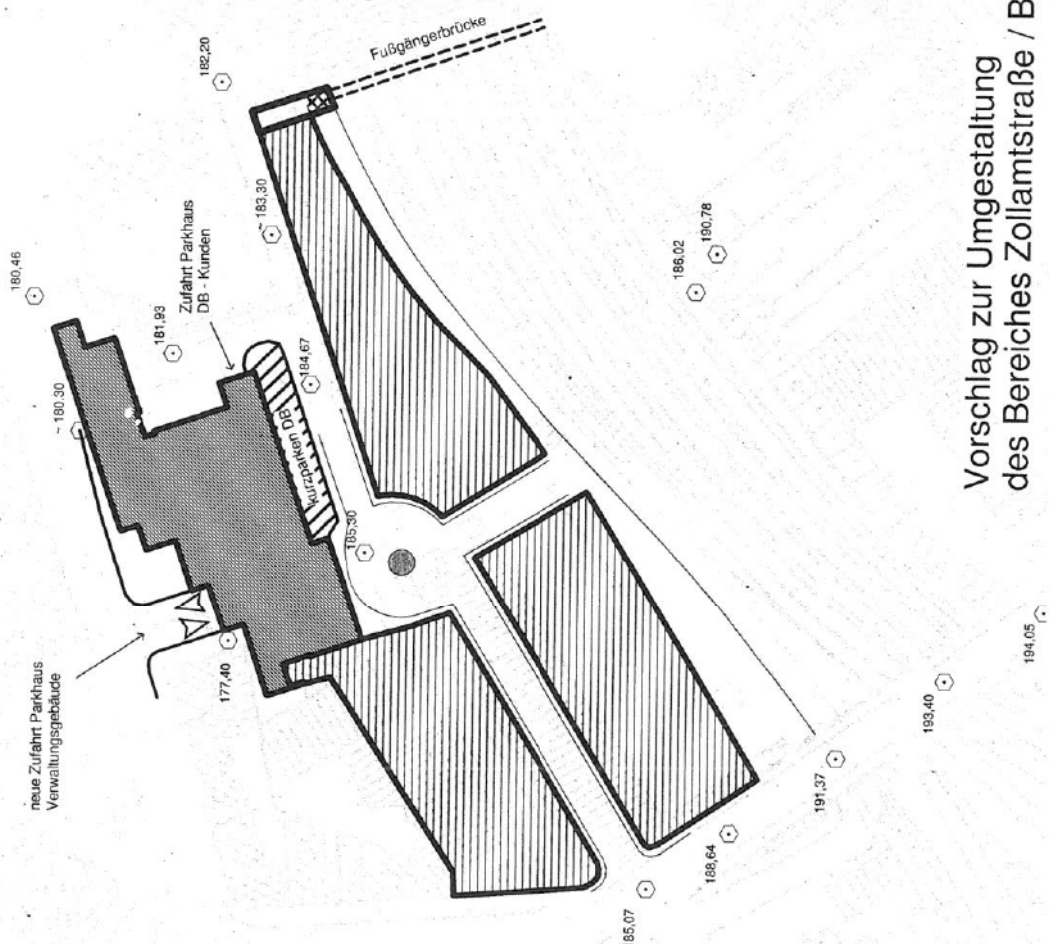 Vorschlag zur Umgestaltung
des Bereiches Zollamtstraße / B
neue Zufahrt Parkhaus
Verwaltungsgebäude
Zufahrt Parkhaus
DB - Kunden
Fußgängerbrücke
kurzparken DB
180,46
~ 180.30
181,93
182,20
~ 183,30
184,67
185,30
177,40
186,02
190,78
85,07
188,64
191,37
193,40
194,05